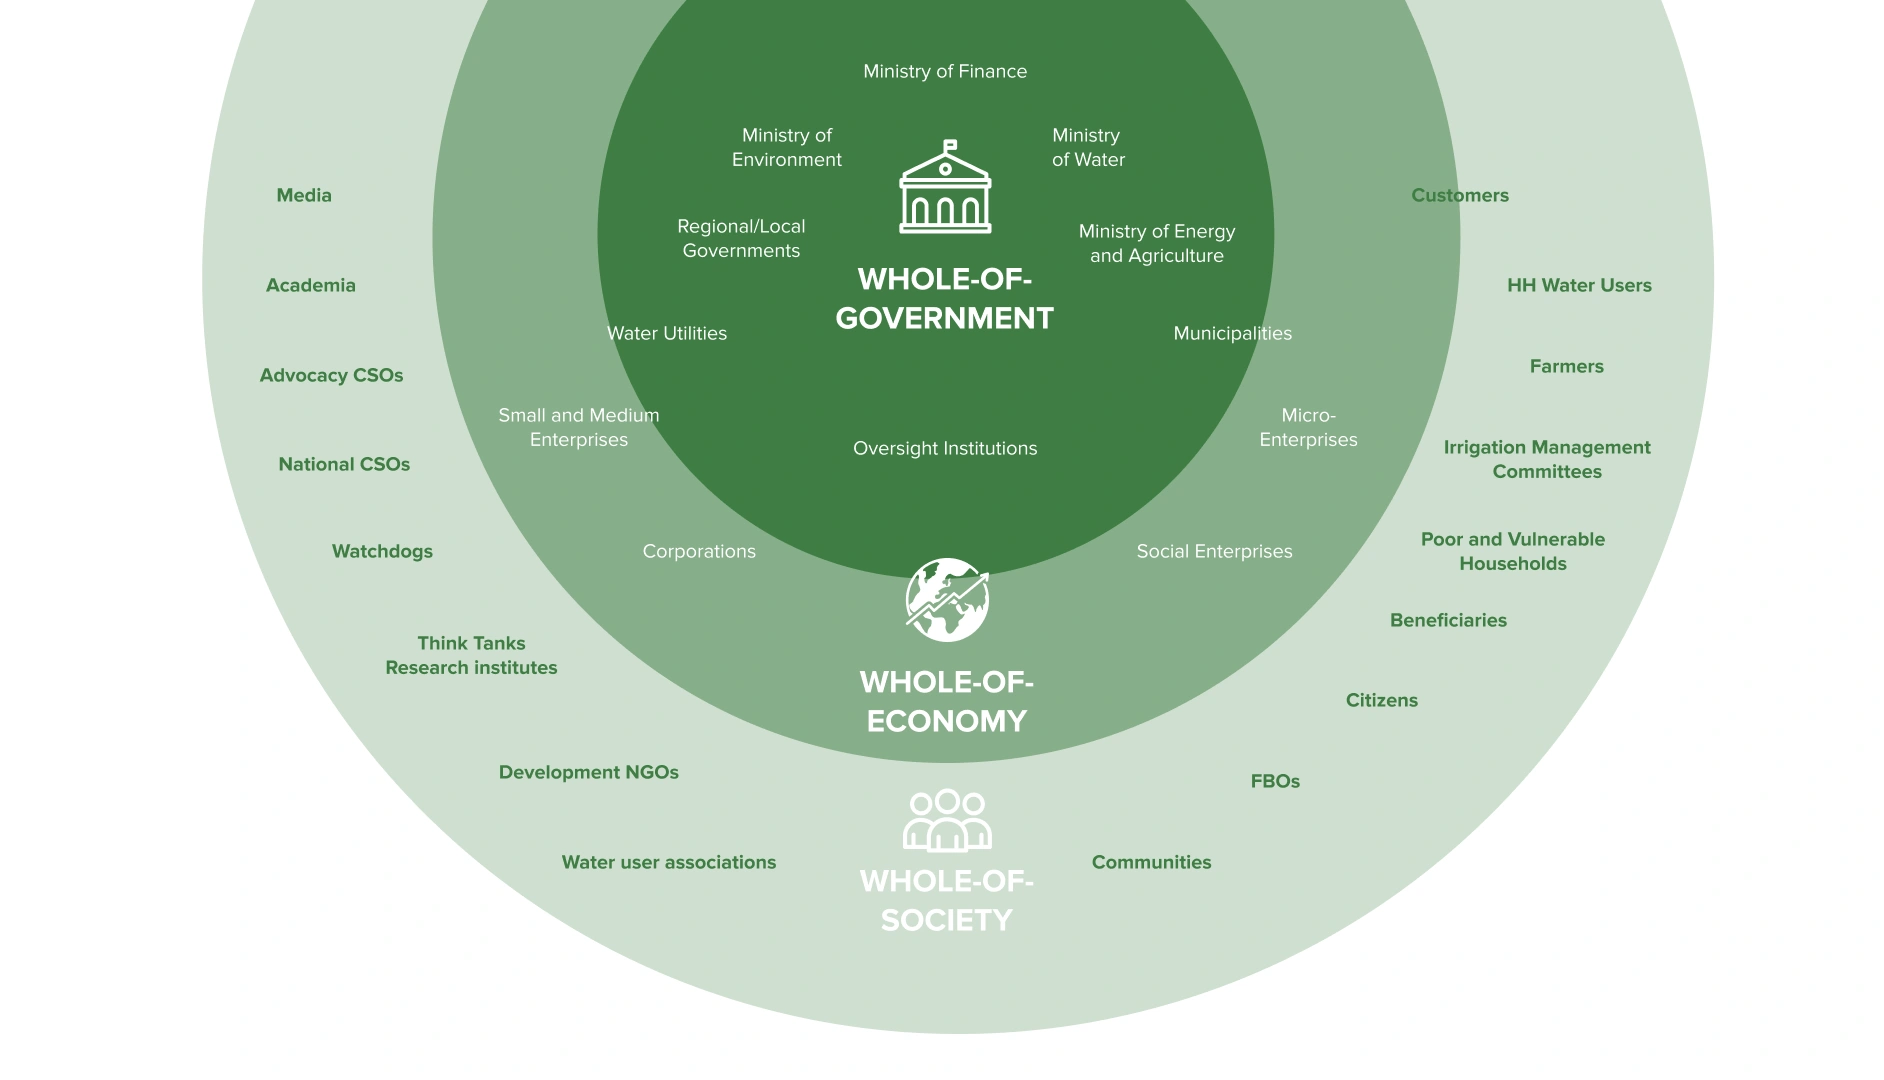 Ministry of Finance
Ministry of
Environment
Ministry
of Water
Regional/Local
Governments
Ministry of Energy
and Agriculture
WHOLE-OF-
GOVERNMENT
Water Utilities
Municipalities
Oversight Institutions
Small and Medium
Enterprises
Micro-
Enterprises
Corporations
Social Enterprises
WHOLE-OF-
ECONOMY
Media
Academia
Advocacy CSOs
National CSOs
Watchdogs
Think Tanks
Research institutes
Development NGOs
Water user associations
Customers
HH Water Users
Farmers
Irrigation Management
Committees
Poor and Vulnerable
Households
Beneficiaries
Citizens
FBOs
Communities
WHOLE-OF-
SOCIETY